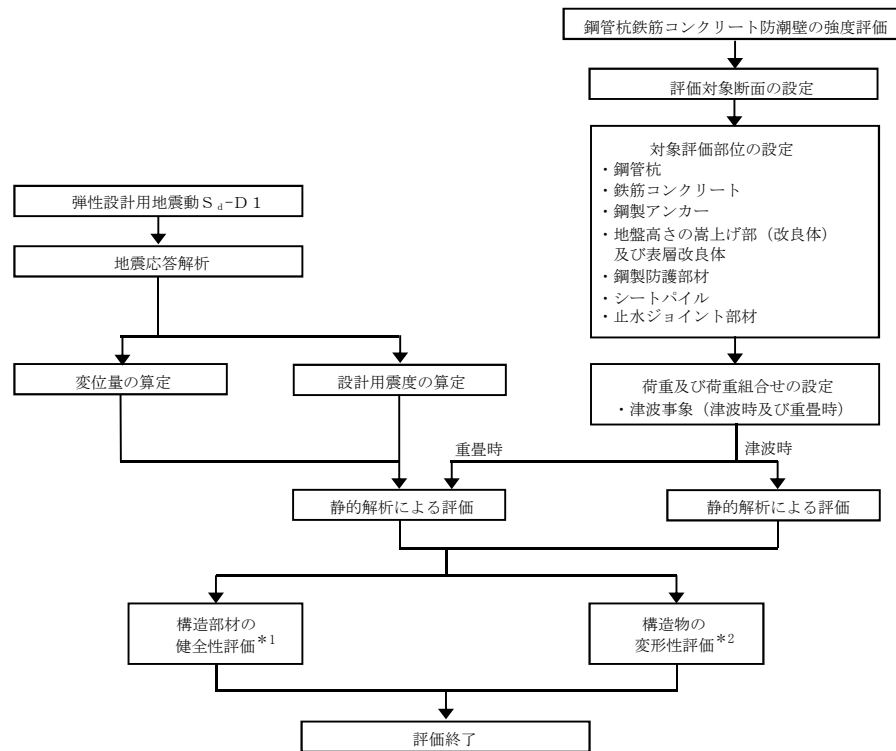 鋼管杭鉄筋コンクリート防潮壁の強度評価
評価対象断面の設定
対象評価部位の設定
・鋼管杭
・鉄筋コンクリート
・鋼製アンカー
・地盤高さの嵩上げ部（改良体）
及び表層改良体
・鋼製防護部材
・シートパイル
・止水ジョイント部材
弾性設計用地震動Ｓd-Ｄ１
地震応答解析
変位量の算定
設計用震度の算定
荷重及び荷重組合せの設定
・津波事象（津波時及び重畳時）
重畳時
津波時
静的解析による評価
静的解析による評価
構造部材の
健全性評価*1
構造物の
変形性評価*2
評価終了